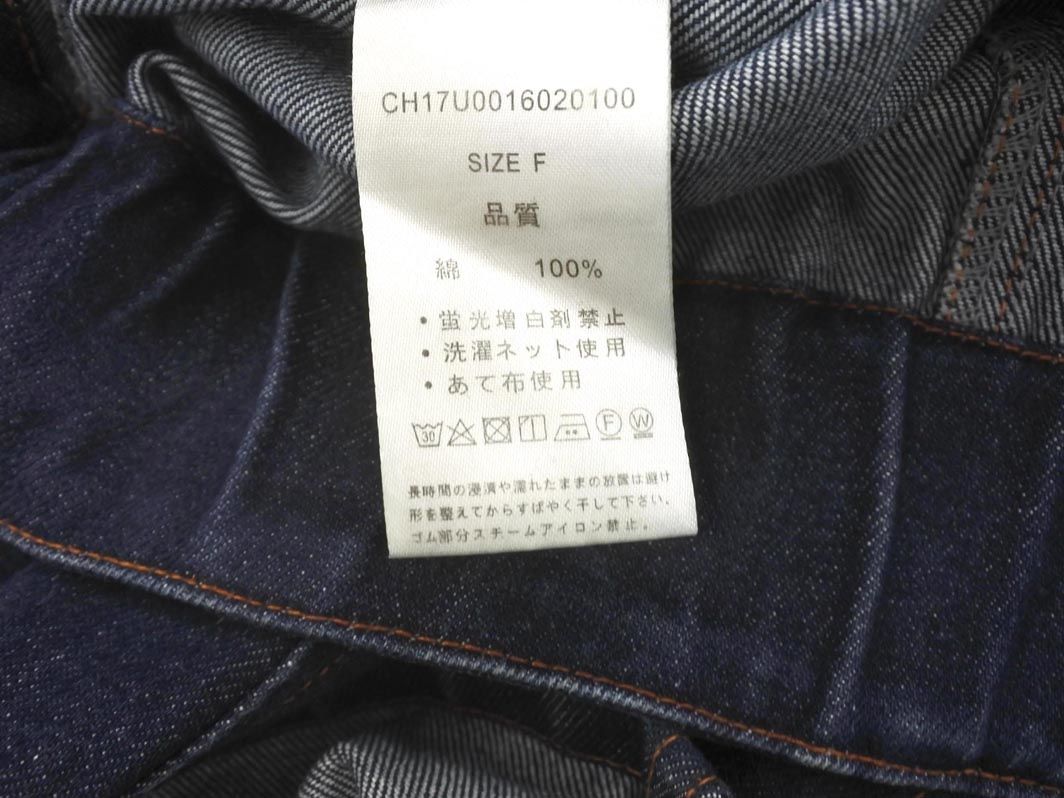 CH17U0016020100
SIZE F
品質
綿 100%
・蛍光増白剤禁止
・洗濯ネット使用
・あて布使用
30 F W
長時間の浸漬や濡れたままの放置は避け
形を整えてからすばやく干して下さい。
ゴム部分スチームアイロン禁止。